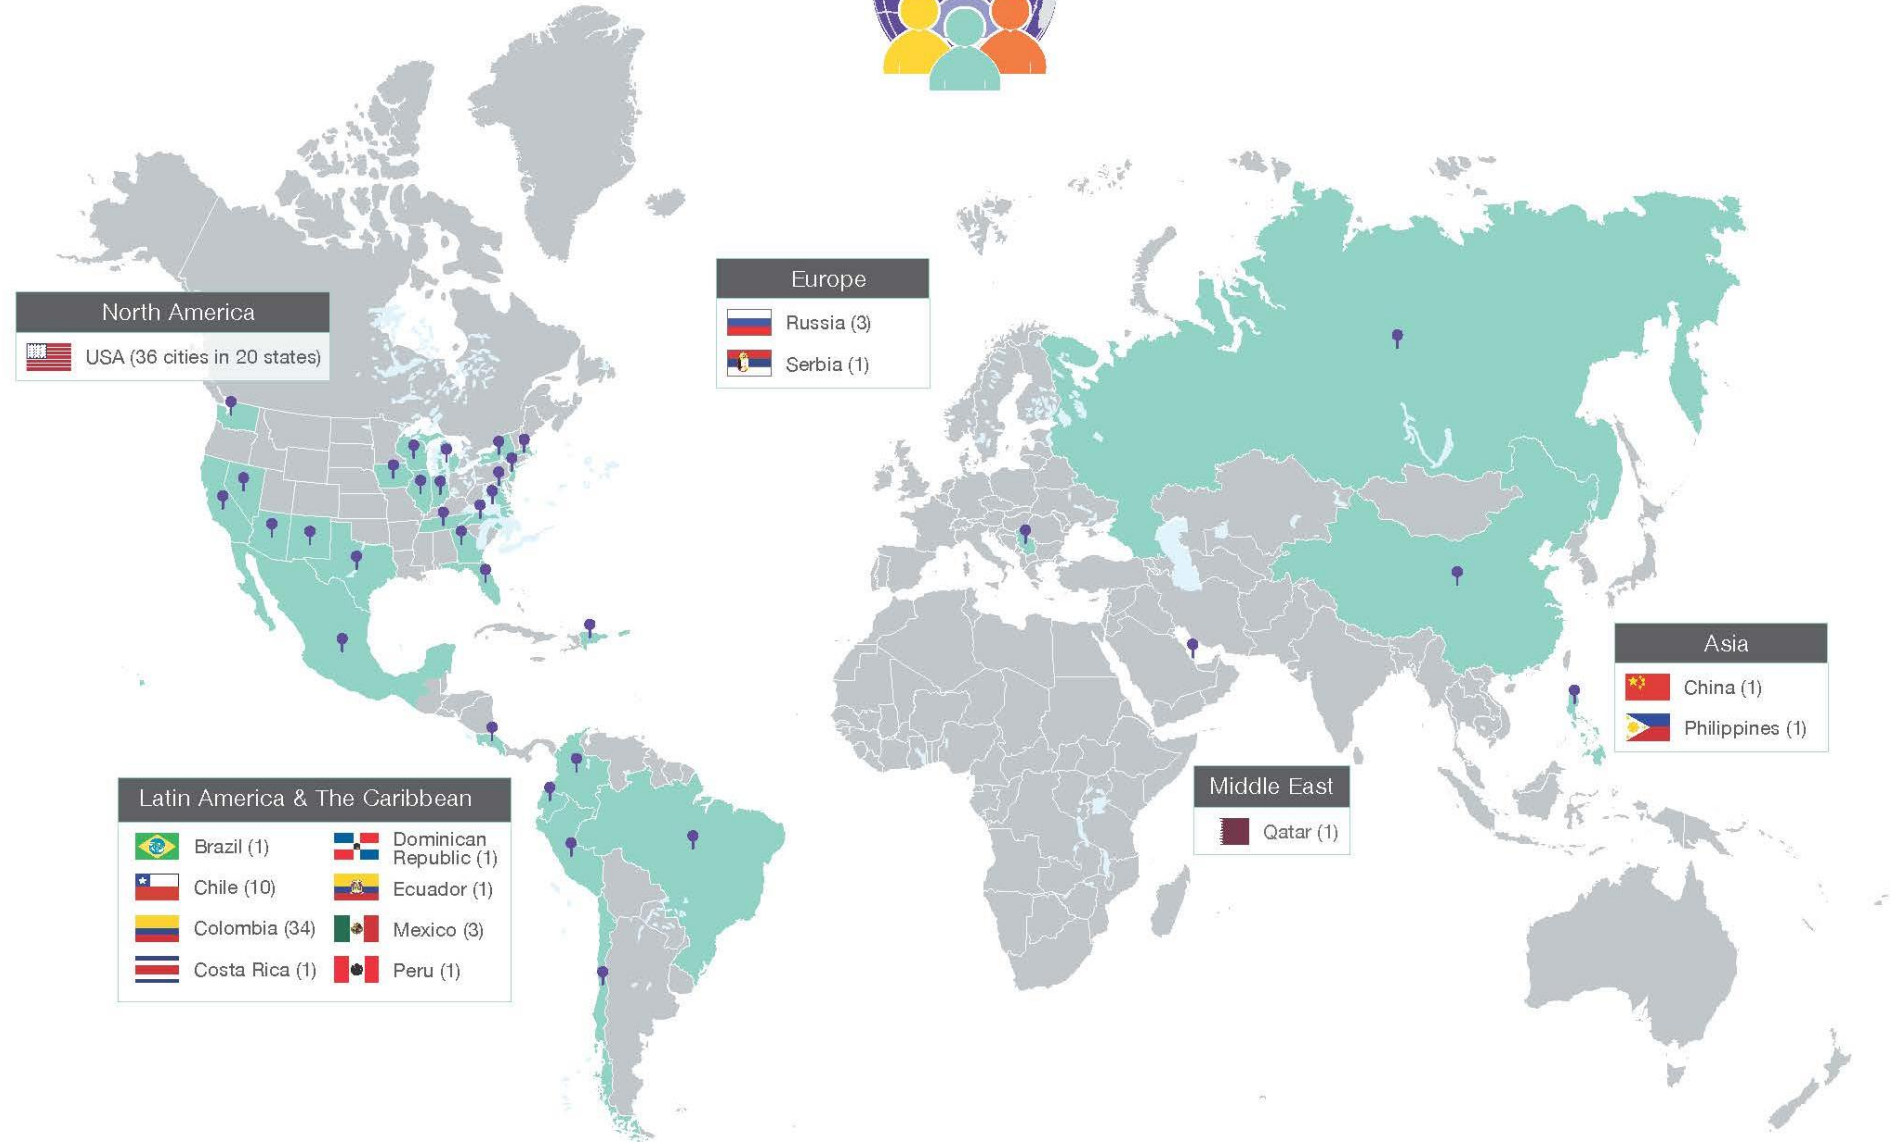 North America
USA (36 cities in 20 states)
Europe
Russia (3)
Serbia (1)
Asia
China (1)
Philippines (1)
Middle East
Qatar (1)
Latin America & The Caribbean
Brazil (1)
Chile (10)
Colombia (34)
Costa Rica (1)
Dominican
Republic (1)
Ecuador (1)
Mexico (3)
Peru (1)